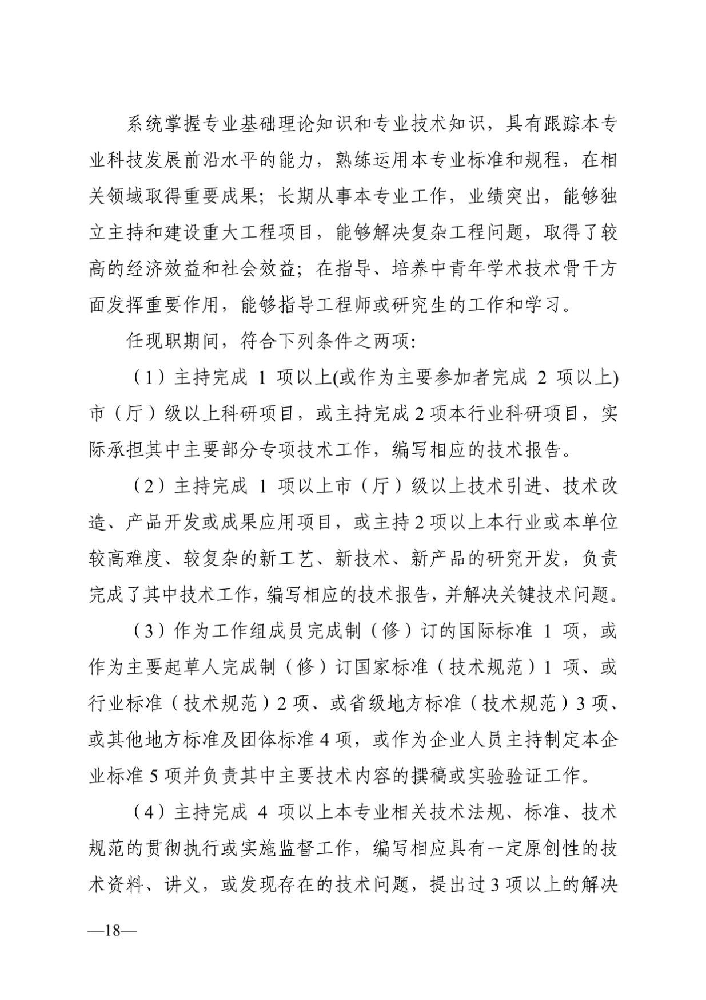 系统掌握专业基础理论知识和专业技术知识，具有跟踪本专
业科技发展前沿水平的能力，熟练运用本专业标准和规程，在相
关领域取得重要成果；长期从事本专业工作，业绩突出，能够独
立主持和建设重大工程项目，能够解决复杂工程问题，取得了较
高的经济效益和社会效益；在指导、培养中青年学术技术骨干方
面发挥重要作用，能够指导工程师或研究生的工作和学习。
任现职期间，符合下列条件之两项：
（1）主持完成 1 项以上(或作为主要参加者完成 2 项以上)
市（厅）级以上科研项目，或主持完成 2 项本行业科研项目，实
际承担其中主要部分专项技术工作，编写相应的技术报告。
（2）主持完成 1 项以上市（厅）级以上技术引进、技术改
造、产品开发或成果应用项目，或主持 2 项以上本行业或本单位
较高难度、较复杂的新工艺、新技术、新产品的研究开发，负责
完成了其中技术工作，编写相应的技术报告，并解决关键技术问题。
（3）作为工作组成员完成制（修）订的国际标准 1 项，或
作为主要起草人完成制（修）订国家标准（技术规范）1 项、或
行业标准（技术规范）2 项、或省级地方标准（技术规范）3 项、
或其他地方标准及团体标准 4 项，或作为企业人员主持制定本企
业标准 5 项并负责其中主要技术内容的撰稿或实验验证工作。
（4）主持完成 4 项以上本专业相关技术法规、标准、技术
规范的贯彻执行或实施监督工作，编写相应具有一定原创性的技
术资料、讲义，或发现存在的技术问题，提出过 3 项以上的解决
—18—